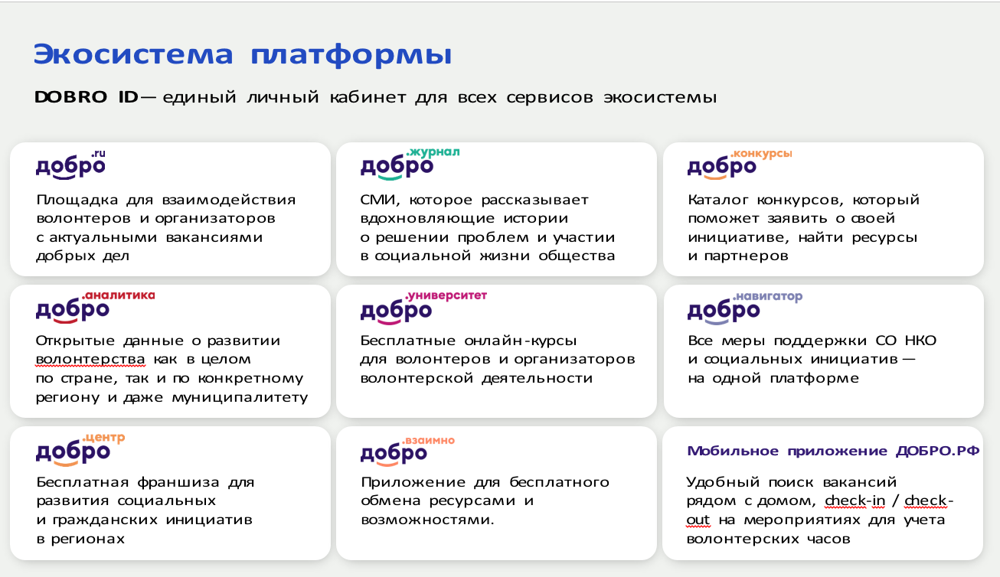 Экосистема платформы
DOBRO ID — единый личный кабинет для всех сервисов экосистемы
добро.ru
Площадка для взаимодействия
волонтеров и организаторов
с актуальными вакансиями
добрых дел
добро.журнал
СМИ, которое рассказывает
вдохновляющие истории
о решении проблем и участии
в социальной жизни общества
добро.конкурсы
Каталог конкурсов, который
поможет заявить о своей
инициативе, найти ресурсы
и партнеров
добро.аналитика
Открытые данные о развитии
волонтерства как в целом
по стране, так и по конкретному
региону и даже муниципалитету
добро.университет
Бесплатные онлайн-курсы
для волонтеров и организаторов
волонтерской деятельности
добро.навигатор
Все меры поддержки СО НКО
и социальных инициатив —
на одной платформе
добро.центр
Бесплатная франшиза для
развития социальных
и гражданских инициатив
в регионах
добро.взаимно
Приложение для бесплатного
обмена ресурсами и
возможностями.
Мобильное приложение ДОБРО.РФ
Удобный поиск вакансий
рядом с домом, check-in / check-
out на мероприятиях для учета
волонтерских часов